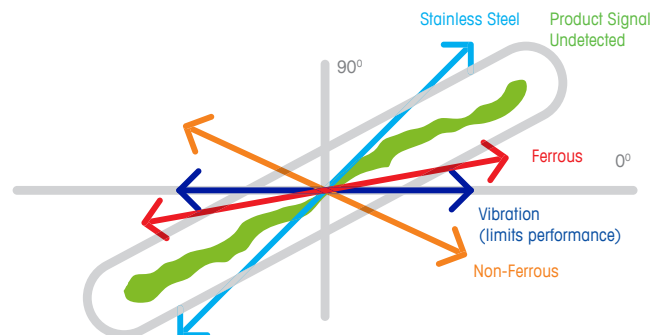 Stainless Steel
Product Signal
Undetected
90⁰
Ferrous
0⁰
Vibration
(limits performance)
Non-Ferrous